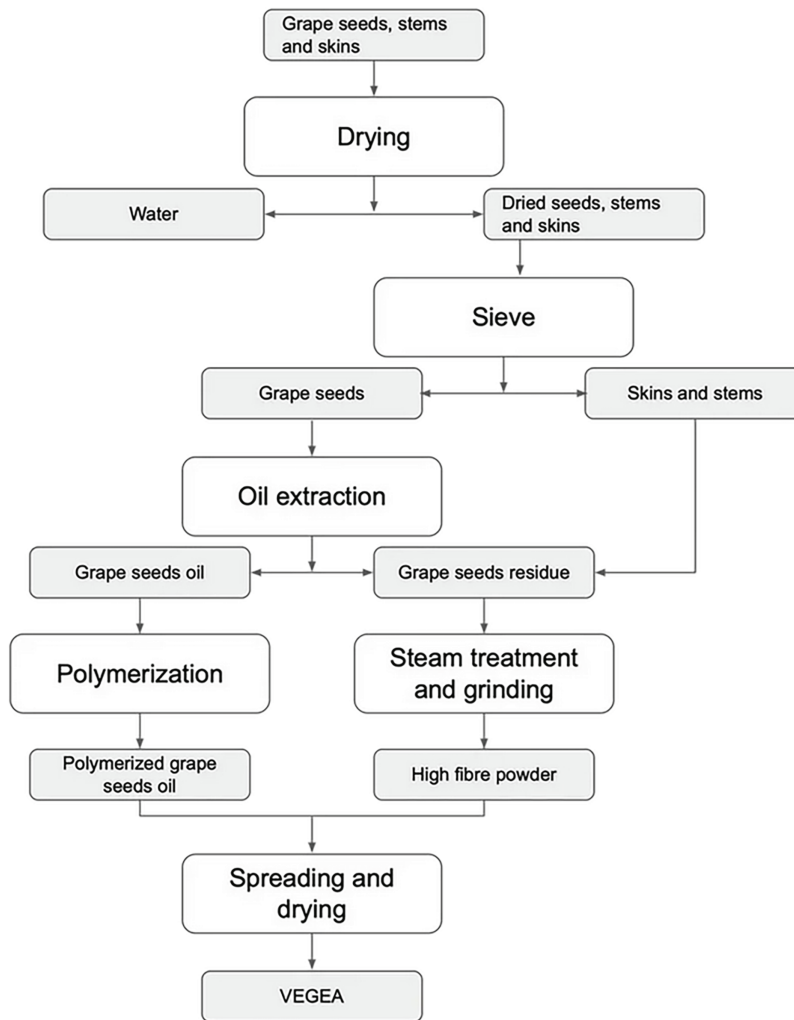 Grape seeds, stems
and skins
Drying
Water
Dried seeds, stems
and skins
Sieve
Grape seeds
Skins and stems
Oil extraction
Grape seeds oil
Grape seeds residue
Polymerization
Steam treatment
and grinding
Polymerized grape
seeds oil
High fibre powder
Spreading and
drying
VEGEA